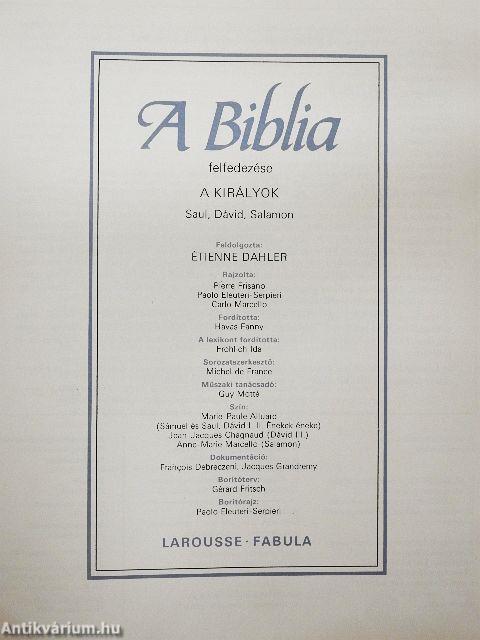 A Biblia
felfedezése
A KIRÁLYOK
Saul, Dávid, Salamon
Feldolgozta:
ÉTIENNE DAHLER
Rajzolta:
Pierre Frisano
Paolo Eleuteri-Serpieri
Carlo Marcello
Fordította:
Havas Fanny
A lexikont fordította:
Fröhlich Ida
Sorozatszerkesztő:
Michel de France
Műszaki tanácsadó:
Guy Motté
Szín:
Marie-Paule Alluard
(Sámuel és Saul, Dávid I. II. Énekek éneke)
Jean-Jacques Chagnaud (Dávid III.)
Anne-Marie Marcello (Salamon)
Dokumentáció:
François Debreczeni, Jacques Grandremy
Borítóterv:
Gérard Fritsch
Borítórajz:
Paolo Eleuteri-Serpieri
LAROUSSE · FABULA
Antikvárium.hu